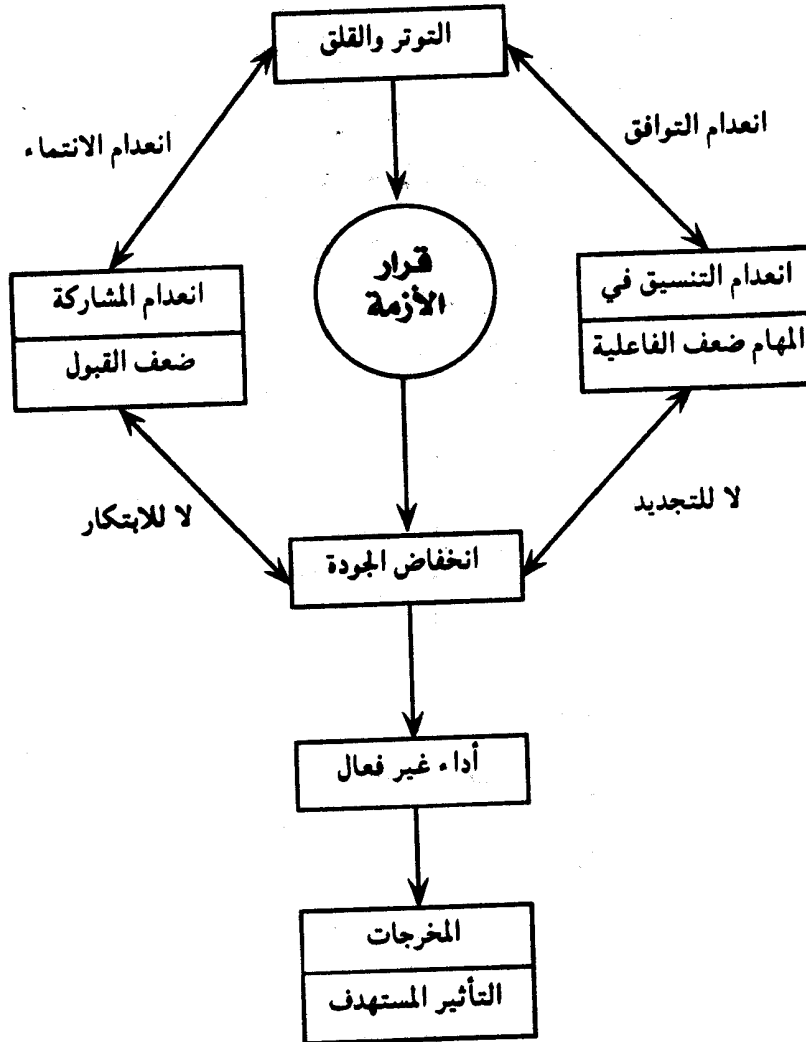 التوتر والقلق
انعدام التوافق
انعدام الانتماء
قرار
الأزمة
انعدام التنسيق في
المهام ضعف الفاعلية
انعدام المشاركة
ضعف القبول
لا للتجديد
لا للابتكار
انخفاض الجودة
أداء غير فعال
المخرجات
التأثير المستهدف